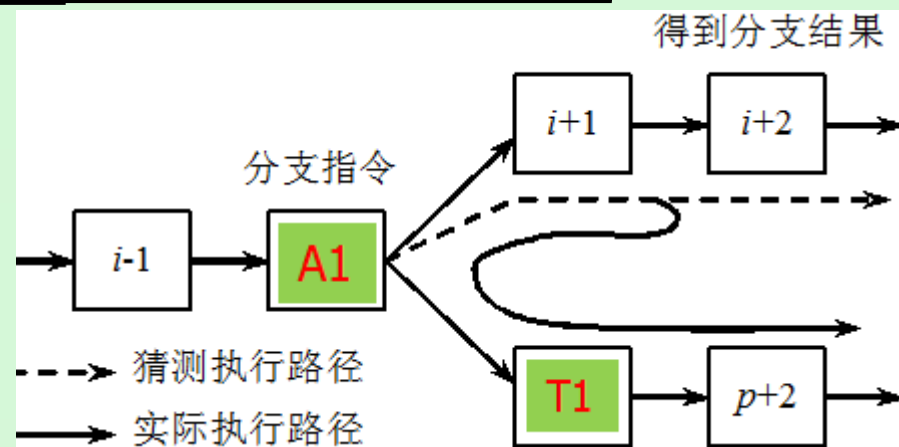 得到分支结果
i+1
i+2
分支指令
i-1
A1
猜测执行路径
T1
p+2
实际执行路径